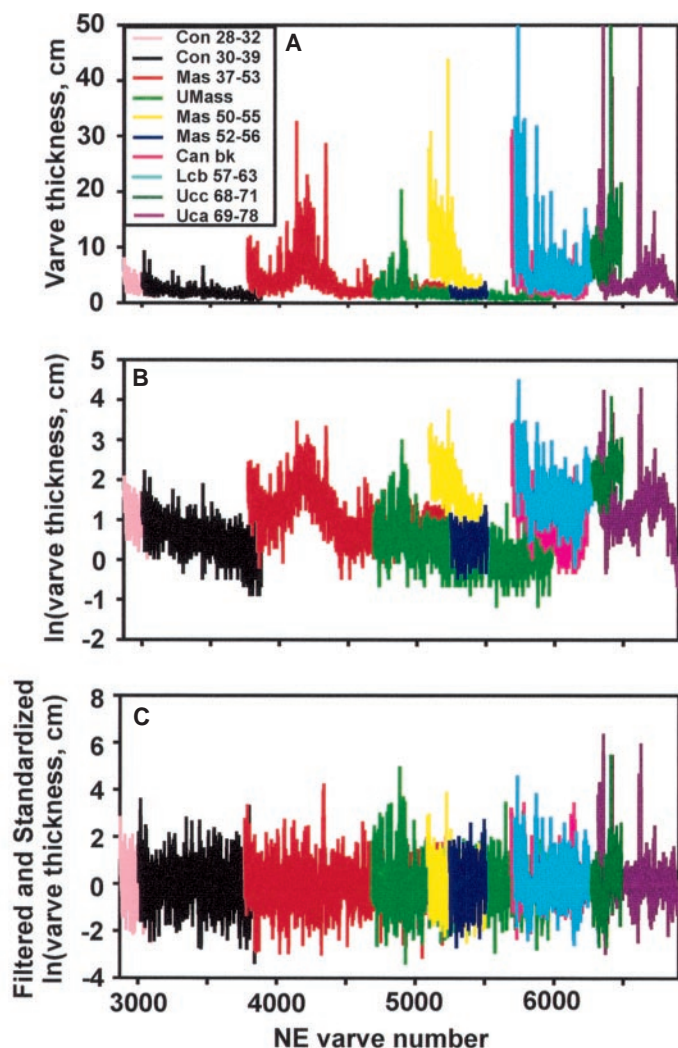 A
Varve thickness, cm
50
40
30
20
10
0
Con 28-32
Con 30-39
Mas 37-53
UMass
Mas 50-55
Mas 52-56
Can bk
Lcb 57-63
Ucc 68-71
Uca 69-78
B
ln(varve thickness, cm)
5
4
3
2
1
0
-1
-2
C
Filtered and Standardized
ln(varve thickness, cm)
8
6
4
2
0
-2
-4
3000
4000
5000
6000
NE varve number